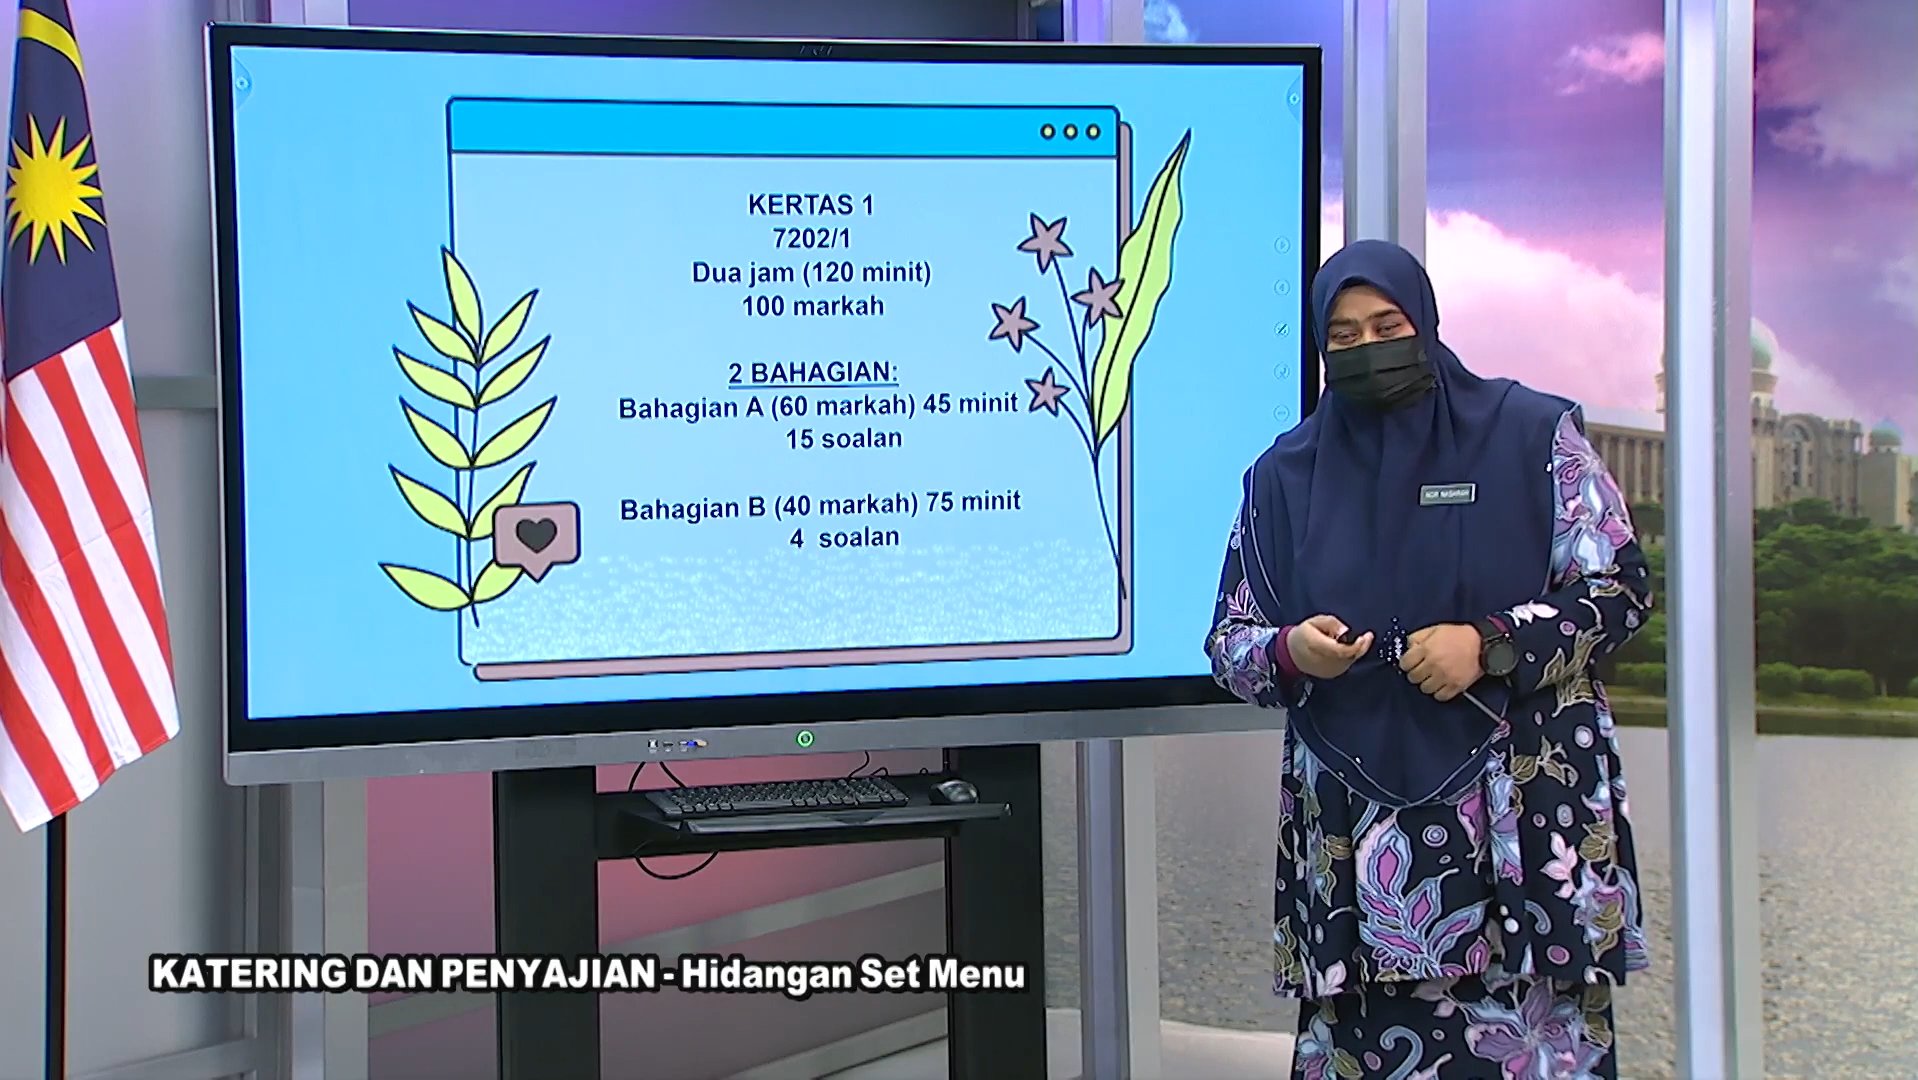 KERTAS 1
7202/1
Dua jam (120 minit)
100 markah
2 BAHAGIAN:
Bahagian A (60 markah) 45 minit
15 soalan
Bahagian B (40 markah) 75 minit
4 soalan
KATERING DAN PENYAJIAN - Hidangan Set Menu